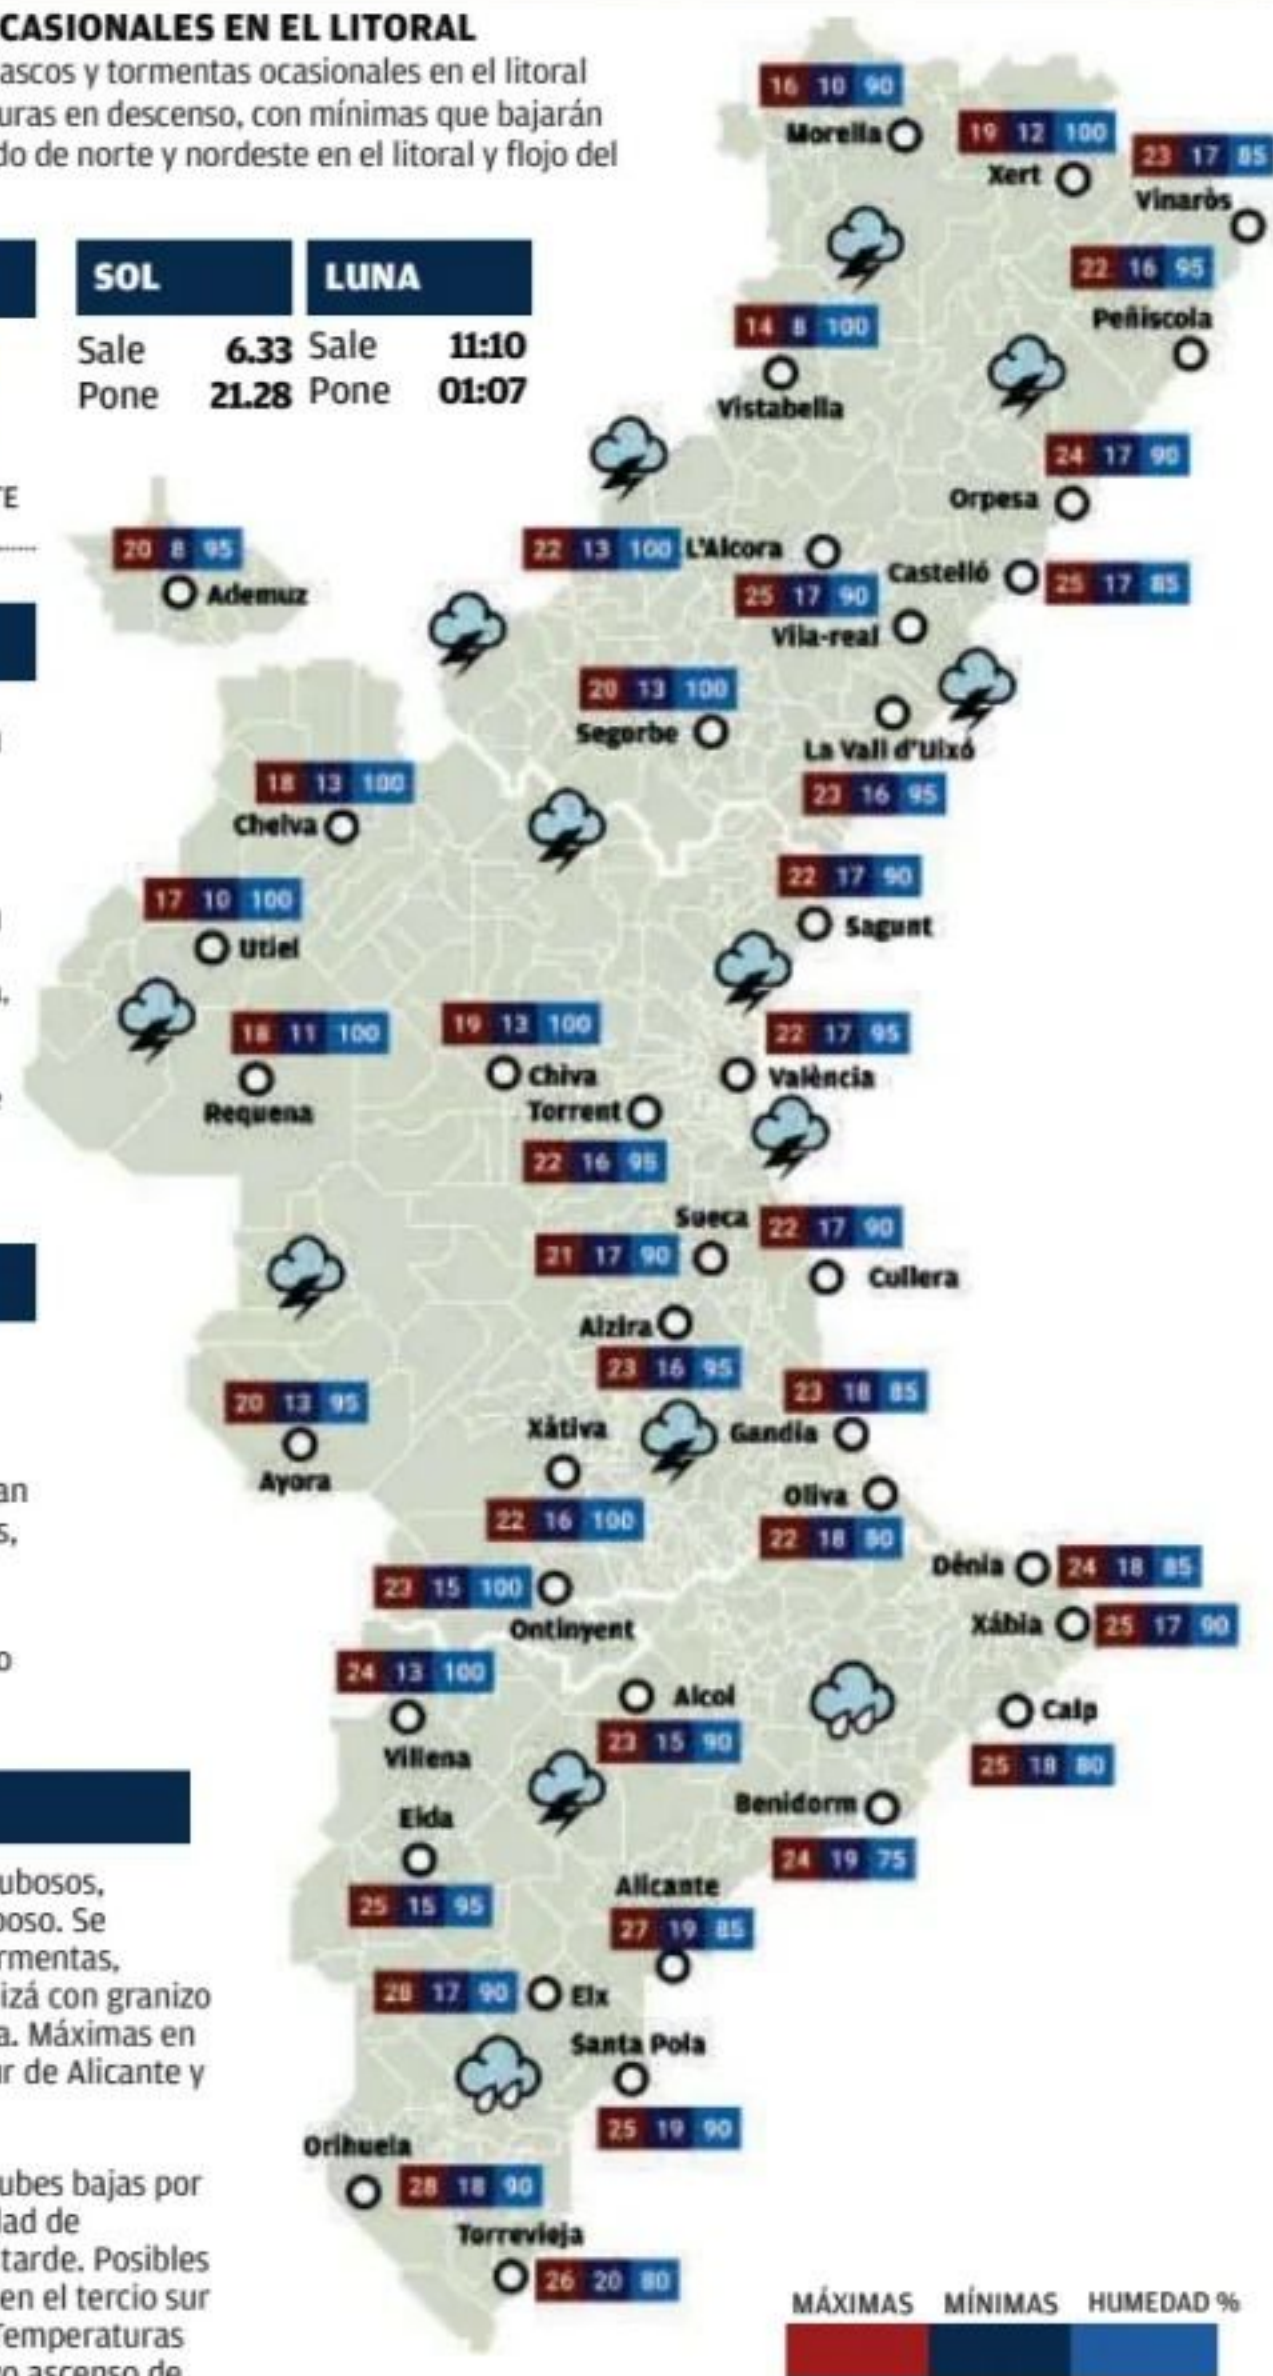 CASIONALES EN EL LITORAL
ascos y tormentas ocasionales en el litoral
uras en descenso, con mínimas que bajarán
do de norte y nordeste en el litoral y flojo del
SOL
Sale 6.33
Pone 21.28
LUNA
Sale 11:10
Pone 01:07
TE
an
s,
o
ubosos,
boso. Se
rmentas,
izá con granizo
a. Máximas en
ur de Alicante y
ubes bajas por
dad de
tarde. Posibles
en el tercio sur
Temperaturas
vo ascenso de
16 10 90
Morella
19 12 100
Xert
23 17 85
Vinaròs
22 16 95
Peñiscola
14 8 100
Vistabella
24 17 90
Orpesa
20 8 95
Ademuz
22 13 100 L'Alcora
Castelló 25 17 85
25 17 90
Vila-real
20 13 100
Segorbe
La Vall d'Uixó
23 16 95
18 13 100
Chelva
22 17 90
Sagunt
17 10 100
Utiel
18 11 100
Requena
19 13 100
Chiva
22 17 95
València
Torrent
22 16 95
Sueca
21 17 90
22 17 90
Cullera
Alzira
23 16 95
20 13 95
Ayora
23 18 85
Gandia
Xàtiva
22 16 100
Oliva
22 18 80
Dénia 24 18 85
Xábia 25 17 90
23 15 100
Ontinyent
24 13 100
Villena
Alcoi
23 15 90
Calp
25 18 80
Benidorm
24 19 75
Elda
25 15 95
Alicante
27 19 85
28 17 90 Elx
Santa Pola
25 19 90
Orihuela
28 18 90
Torrevieja
26 20 80
MÁXIMAS MÍNIMAS HUMEDAD %